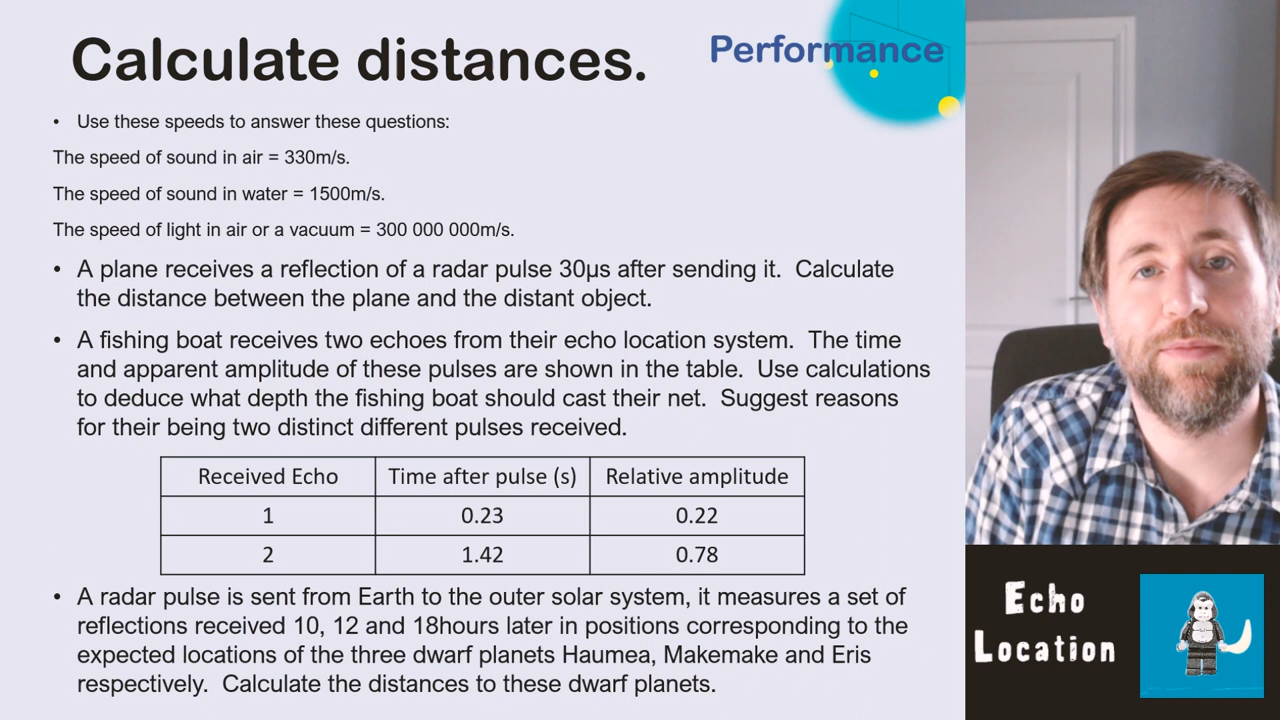 Calculate distances.
Performance
• Use these speeds to answer these questions:
The speed of sound in air = 330m/s.
The speed of sound in water = 1500m/s.
The speed of light in air or a vacuum = 300 000 000m/s.
• A plane receives a reflection of a radar pulse 30µs after sending it. Calculate
the distance between the plane and the distant object.
• A fishing boat receives two echoes from their echo location system. The time
and apparent amplitude of these pulses are shown in the table. Use calculations
to deduce what depth the fishing boat should cast their net. Suggest reasons
for their being two distinct different pulses received.
Received Echo Time after pulse (s) Relative amplitude
1 0.23 0.22
2 1.42 0.78
• A radar pulse is sent from Earth to the outer solar system, it measures a set of
reflections received 10, 12 and 18hours later in positions corresponding to the
expected locations of the three dwarf planets Haumea, Makemake and Eris
respectively. Calculate the distances to these dwarf planets.
Echo
Location